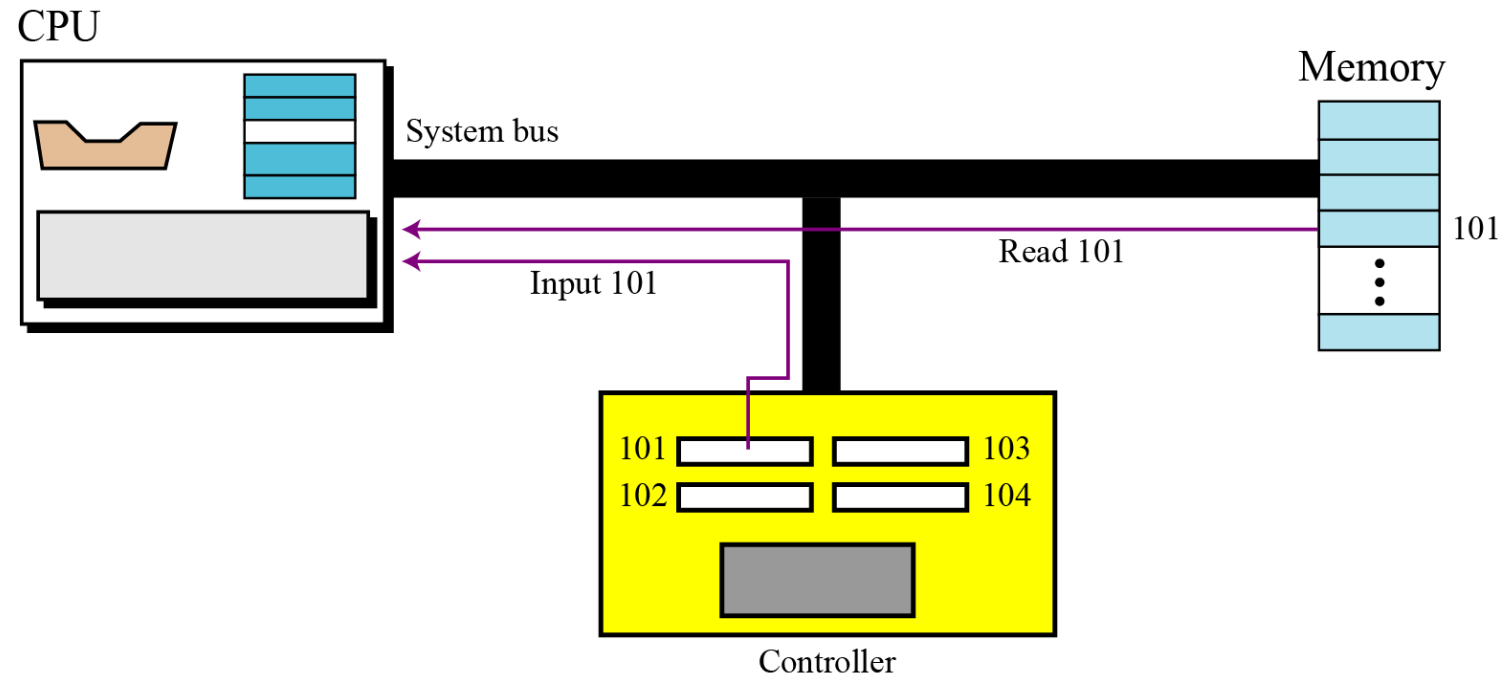 CPU
Memory
System bus
101
Read 101
Input 101
101
103
102
104
Controller